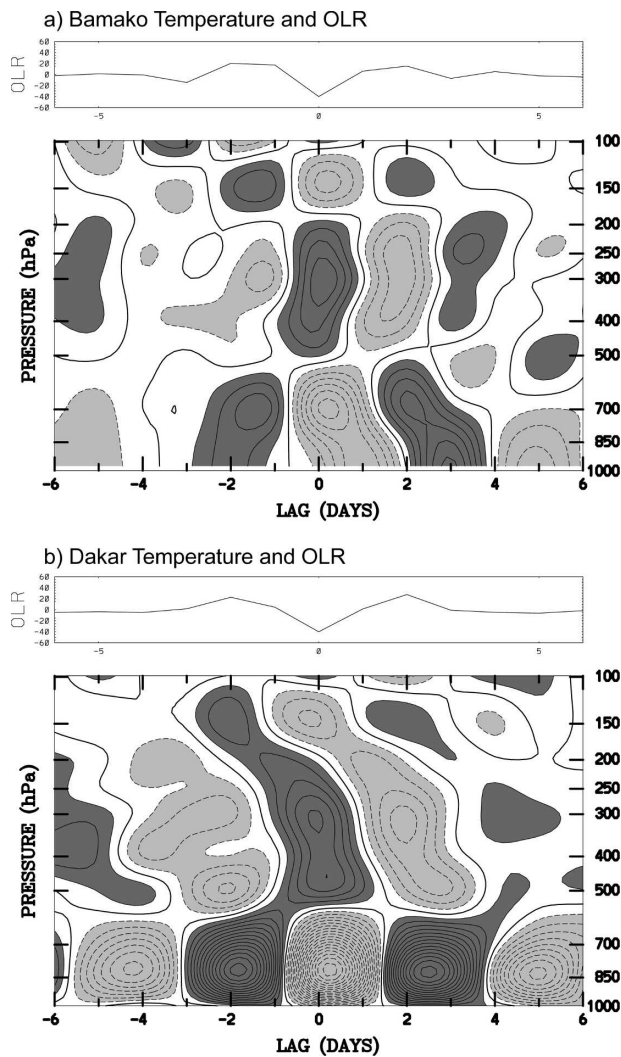 a) Bamako Temperature and OLR
OLR
60
40
20
0
-20
-40
-60
-5 0 5
PRESSURE (hPa)
100
150
200
250
300
400
500
700
850
1000
-6 -4 -2 0 2 4 6
LAG (DAYS)
b) Dakar Temperature and OLR
OLR
60
40
20
0
-20
-40
-60
-5 0 5
PRESSURE (hPa)
100
150
200
250
300
400
500
700
850
1000
-6 -4 -2 0 2 4 6
LAG (DAYS)